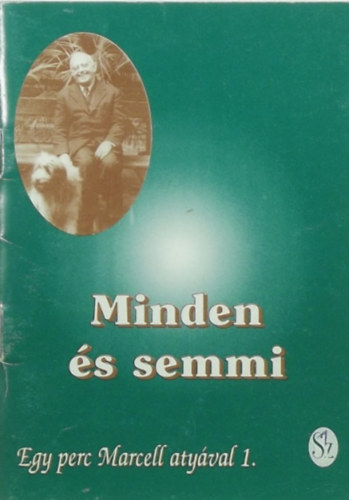 Minden
és semmi
Egy perc Marcell atyával 1.